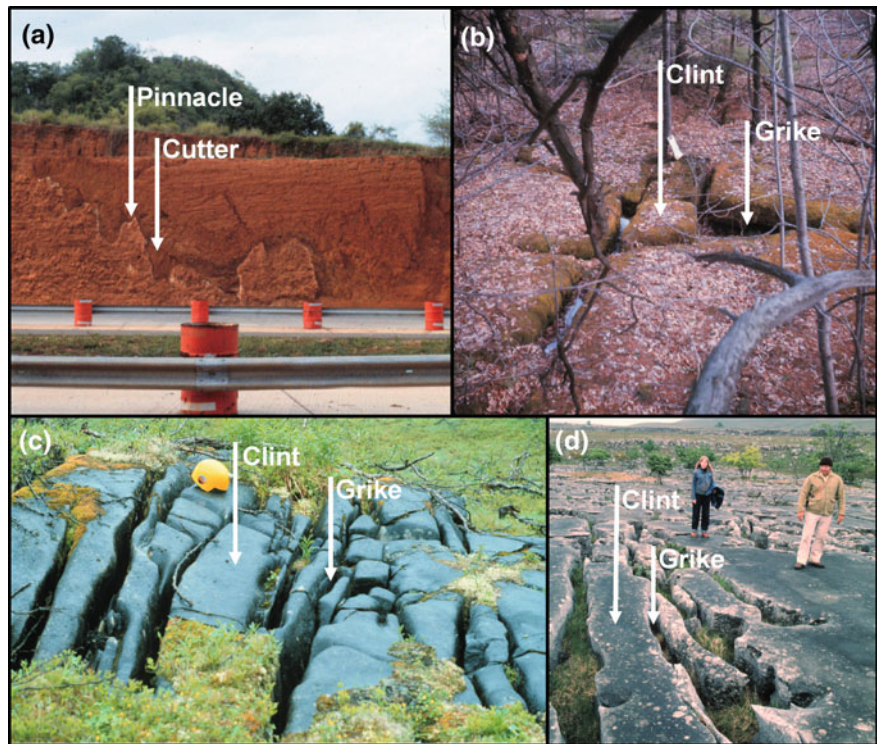 (a)
Pinnacle
Cutter
(b)
Clint
Grike
(c)
Clint
Grike
(d)
Clint
Grike